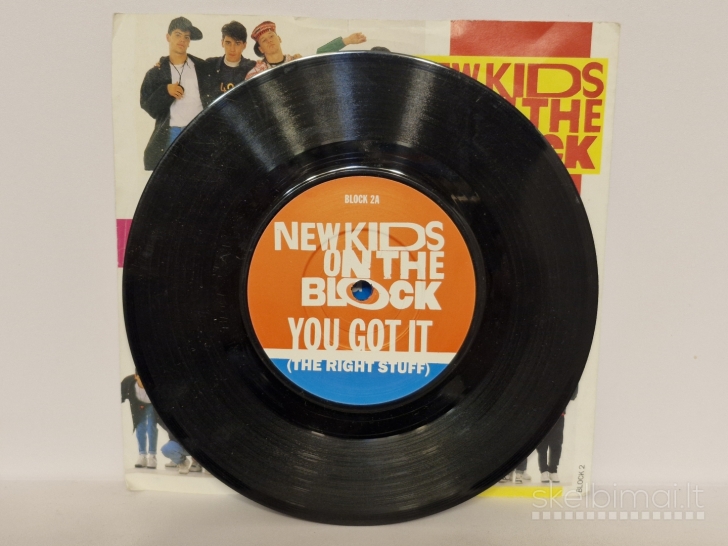 NEW KIDS
ON THE
BLOCK
BLOCK 2A
NEW KIDS
ON THE
BLOCK
YOU GOT IT
(THE RIGHT STUFF)
BLOCK 2
skelbimai.lt